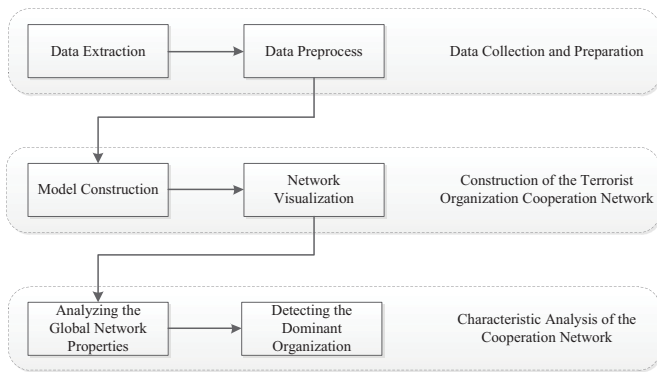 Data Extraction
Data Preprocess
Data Collection and Preparation
Model Construction
Network
Visualization
Construction of the Terrorist
Organization Cooperation Network
Analyzing the
Global Network
Properties
Detecting the
Dominant
Organization
Characteristic Analysis of the
Cooperation Network